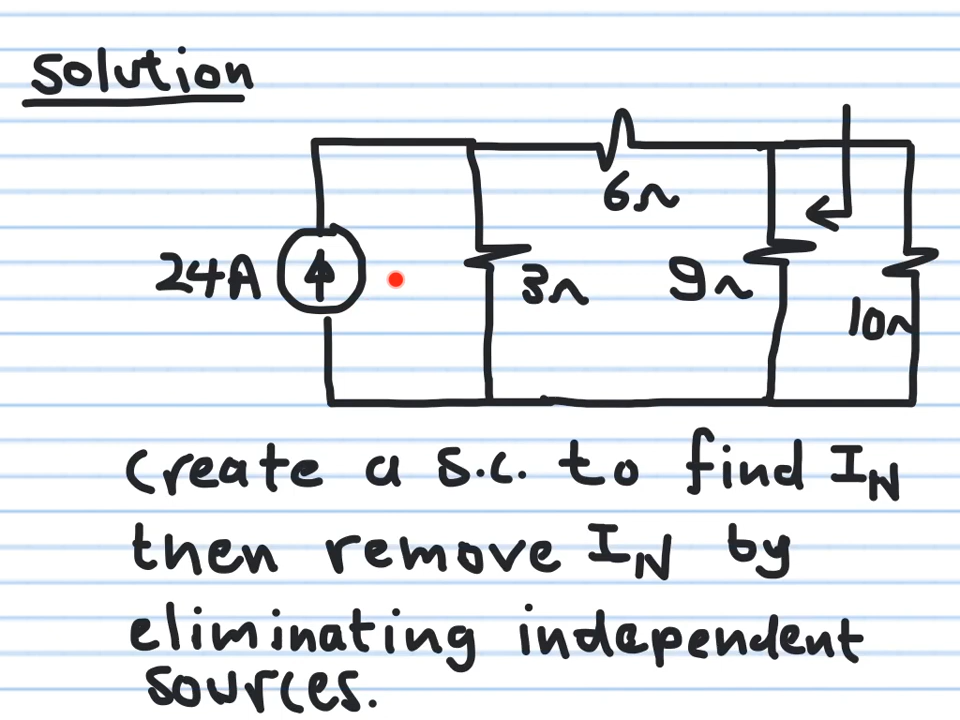 Solution
6Ω
24A
3Ω
9Ω
10Ω
Create a s.c. to find IN
then remove IN by
eliminating independent
sources.